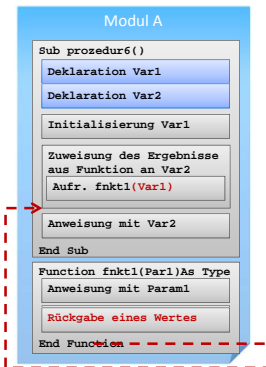 Modul A
Sub prozedur6()
Deklaration Var1
Deklaration Var2
Initialisierung Var1
Zuweisung des Ergebnisse
aus Funktion an Var2
Aufr. fnkt1(Var1)
Anweisung mit Var2
End Sub
Function fnkt1(Par1)As Type
Anweisung mit Param1
Rückgabe eines Wertes
End Function